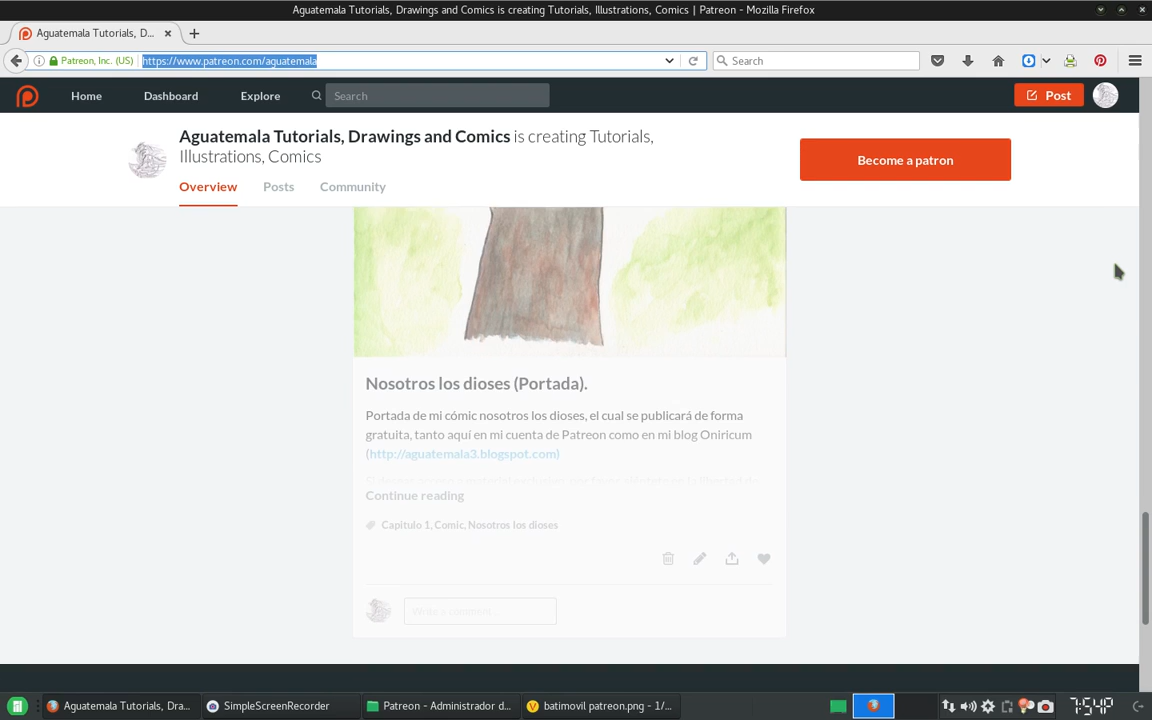 Aguatemala Tutorials, Drawings and Comics is creating Tutorials, Illustrations, Comics | Patreon - Mozilla Firefox
Aguatemala Tutorials, D...
Patreon, Inc. (US)
https://www.patreon.com/aguatemala
Search
Home
Dashboard
Explore
Search
Post
Aguatemala Tutorials, Drawings and Comics is creating Tutorials,
Illustrations, Comics
Become a patron
Overview
Posts
Community
Nosotros los dioses (Portada).
Portada de mi cómic nosotros los dioses, el cual se publicará de forma
gratuita, tanto aquí en mi cuenta de Patreon como en mi blog Oniricum
(http://aguatemala3.blogspot.com)
Continue reading
Capitulo 1, Comic, Nosotros los dioses
Write a comment...
Aguatemala Tutorials, Dra...
SimpleScreenRecorder
Patreon - Administrador d...
batimovil patreon.png - 1/...
7:54P